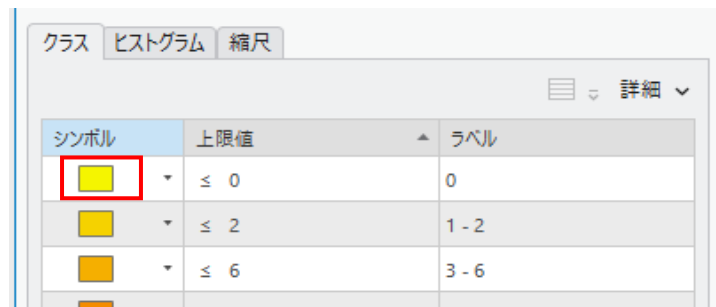 クラス ヒストグラム 縮尺
詳細
シンボル 上限値 ラベル
≤ 0 0
≤ 2 1 - 2
≤ 6 3 - 6